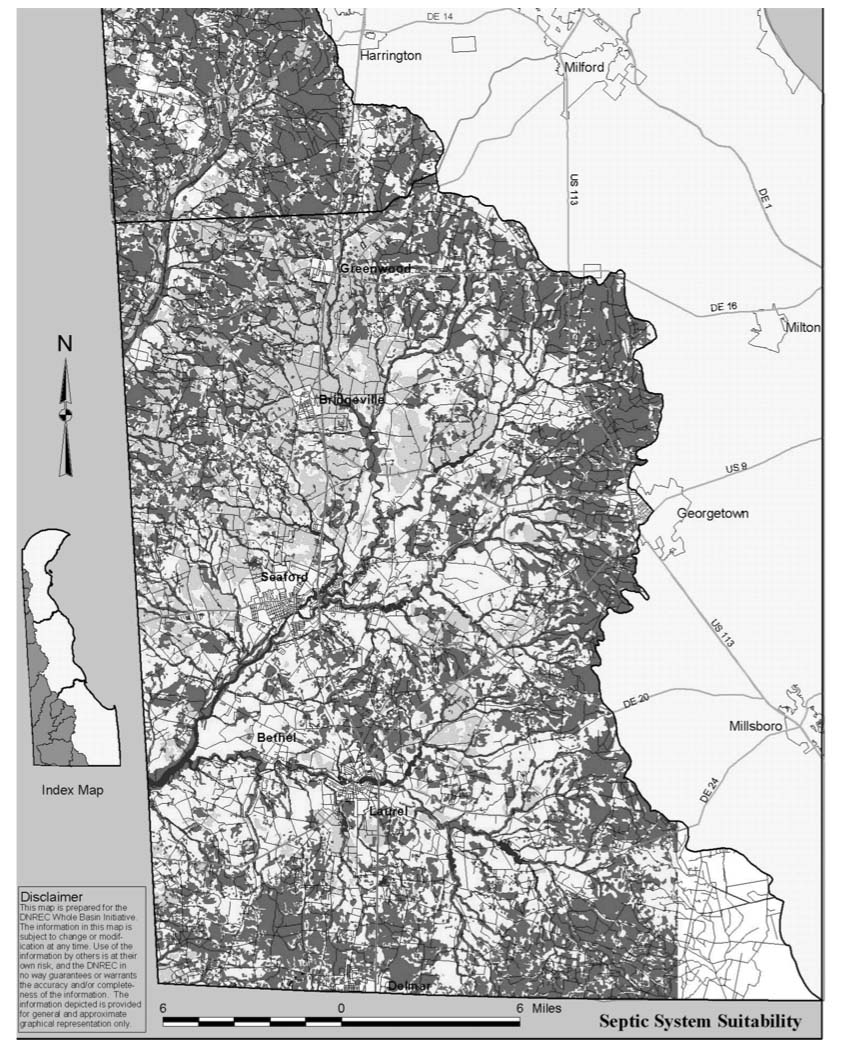 DE 14
Harrington
Milford
US 113
DE 1
Greenwood
DE 16
Milton
N
Bridgeville
US 9
Georgetown
Seaford
US 113
DE 20
Millsboro
Bethel
Index Map
DE 24
Laurel
Disclaimer
This map is prepared for the
DNREC Whole Basin Initiative.
The information in this map is
subject to change or modif-
ication at any time. Use of the
information by others is at their
own risk, and the DNREC in
no way guarantees or warrants
the accuracy and/or complete-
ness of the information. The
information depicted is provided
for general and approximate
graphical representation only.
Delmar
6 0 6 Miles
Septic System Suitability